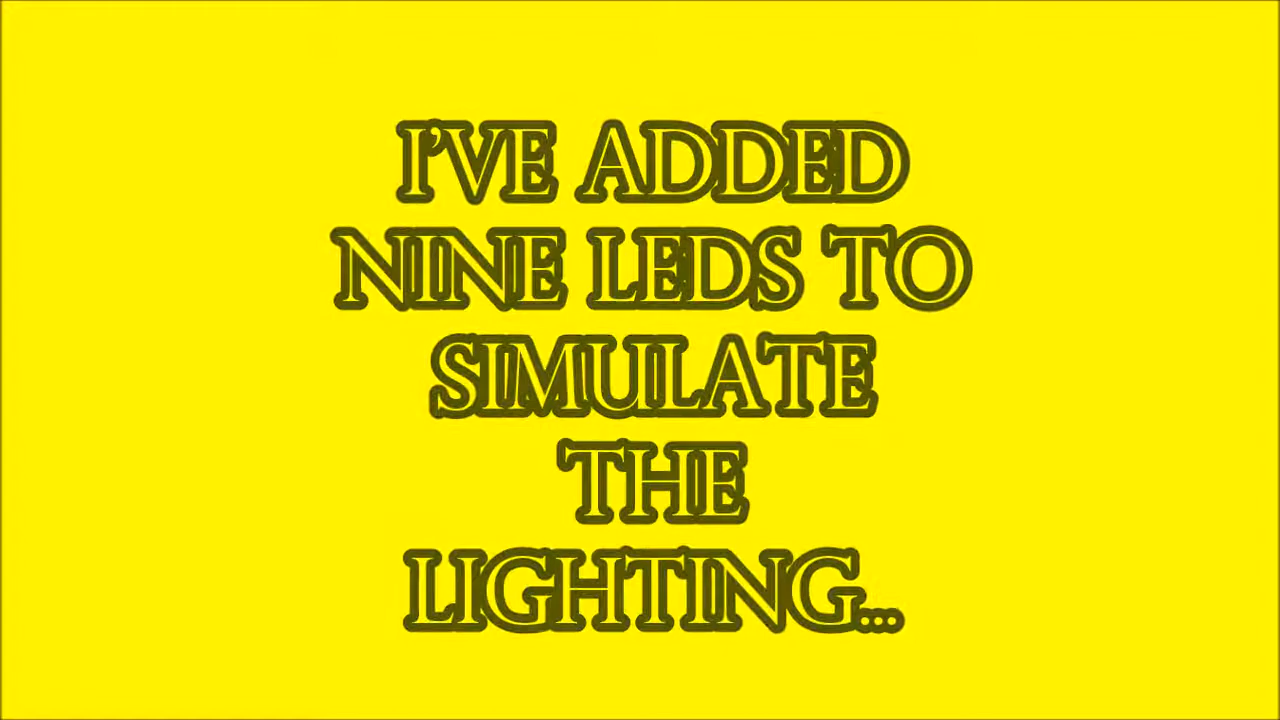 I'VE ADDED
NINE LEDS TO
SIMULATE
THE
LIGHTING...